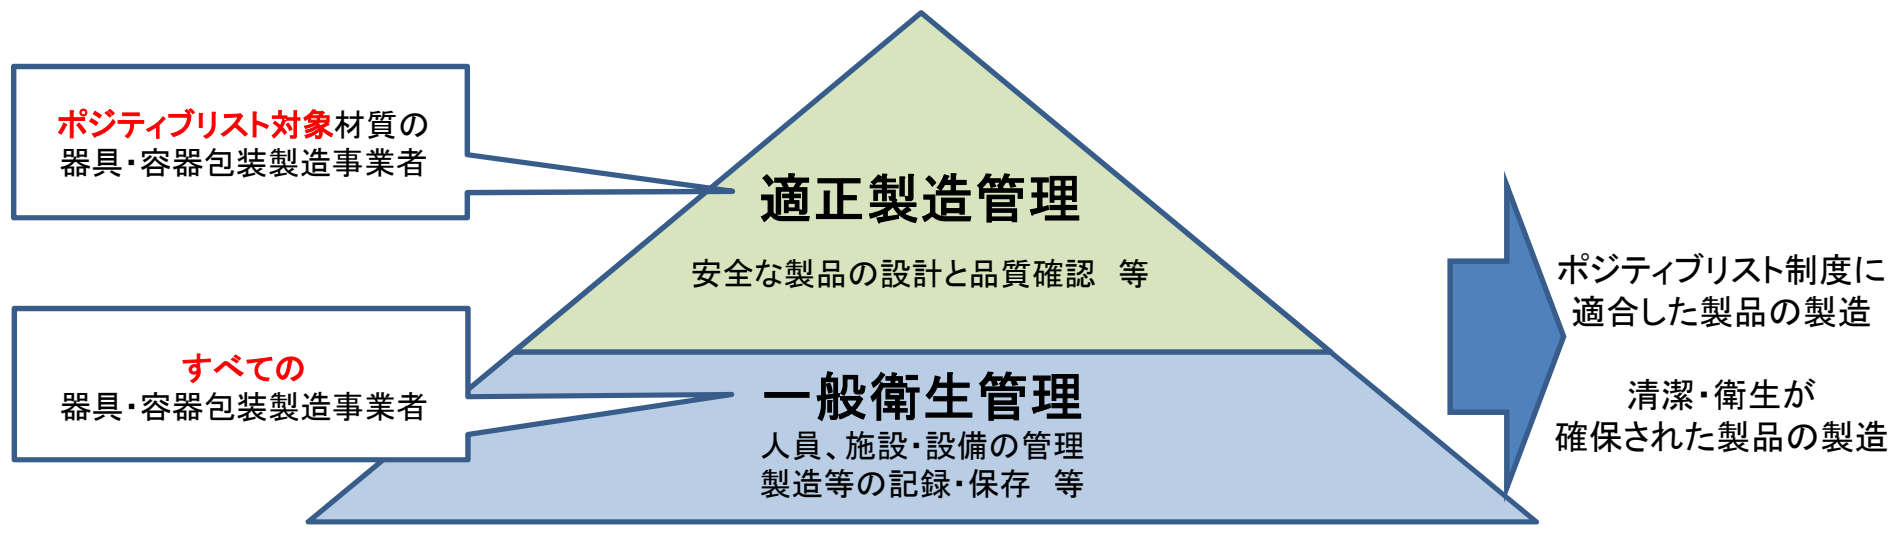 ポジティブリスト対象材質の
器具・容器包装製造事業者
適正製造管理
安全な製品の設計と品質確認　等
すべての
器具・容器包装製造事業者
一般衛生管理
人員、施設・設備の管理
製造等の記録・保存　等
ポジティブリスト制度に
適合した製品の製造
清潔・衛生が
確保された製品の製造